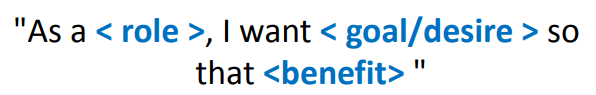 "As a < role >, I want < goal/desire > so
that <benefit> "